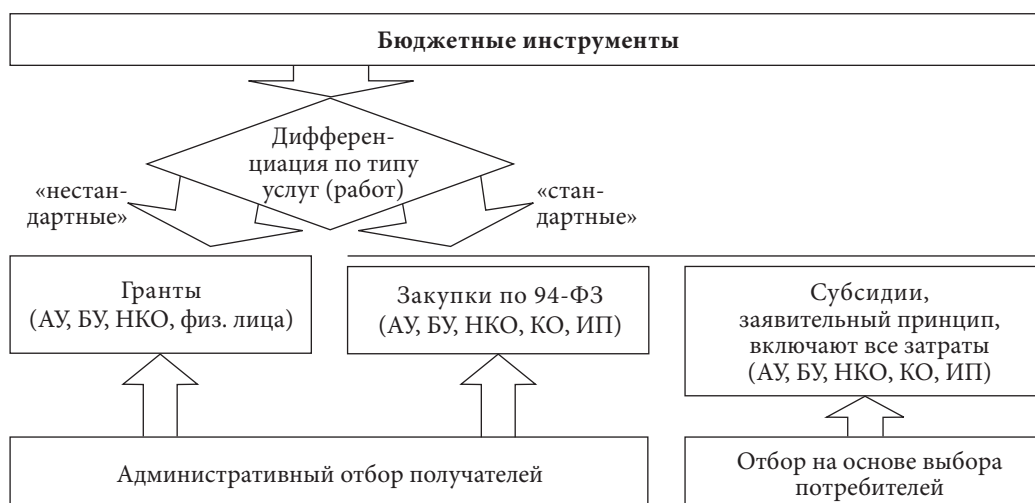 Бюджетные инструменты
Дифферен-
циация по типу
услуг (работ)
«нестан-
дартные»
«стан-
дартные»
Гранты
(АУ, БУ, НКО, физ. лица)
Закупки по 94-ФЗ
(АУ, БУ, НКО, КО, ИП)
Субсидии,
заявительный принцип,
включают все затраты
(АУ, БУ, НКО, КО, ИП)
Административный отбор получателей
Отбор на основе выбора
потребителей